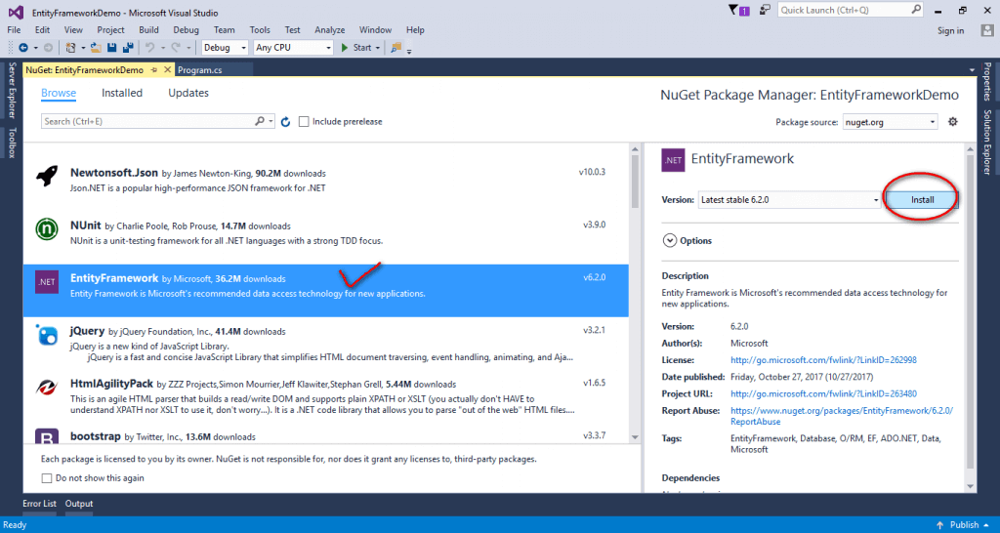 EntityFrameworkDemo - Microsoft Visual Studio
1
Quick Launch (Ctrl+Q)
File Edit View Project Build Debug Team Tools Test Analyze Window Help
Sign in
Debug Any CPU Start
Server Explorer
Toolbox
NuGet: EntityFrameworkDemo Program.cs
Browse Installed Updates
NuGet Package Manager: EntityFrameworkDemo
Search (Ctrl+E) Include prerelease
Package source: nuget.org
Newtonsoft.Json by James Newton-King, 90.2M downloads v10.0.3
Json.NET is a popular high-performance JSON framework for .NET
NUnit by Charlie Poole, Rob Prouse, 14.7M downloads v3.9.0
NUnit is a unit-testing framework for all .NET languages with a strong TDD focus.
.NET
EntityFramework by Microsoft, 36.2M downloads v6.2.0
Entity Framework is Microsoft's recommended data access technology for new applications.
jQuery by jQuery Foundation, Inc., 41.4M downloads v3.2.1
jQuery is a new kind of JavaScript Library.
jQuery is a fast and concise JavaScript Library that simplifies HTML document traversing, event handling, animating, and Aja...
HtmlAgilityPack by ZZZ Projects,Simon Mourrier,Jeff Klawiter,Stephan Grell, 5.44M downloads v1.6.5
This is an agile HTML parser that builds a read/write DOM and supports plain XPATH or XSLT (you actually don't HAVE to
understand XPATH nor XSLT to use it, don't worry...). It is a .NET code library that allows you to parse "out of the web" HTML files....
B
bootstrap by Twitter, Inc., 13.6M downloads v3.3.7
Each package is licensed to you by its owner. NuGet is not responsible, nor does it grant any licenses to, third-party packages.
Do not show this again
.NET
EntityFramework
Version: Latest stable 6.2.0 Install
Options
Description
Entity Framework is Microsoft's recommended data access technology for
new applications.
Version: 6.2.0
Author(s): Microsoft
License: http://go.microsoft.com/fwlink/?LinkID=262998
Date published: Friday, October 27, 2017 (10/27/2017)
Project URL: http://go.microsoft.com/fwlink/?LinkID=263480
Report Abuse: https://www.nuget.org/packages/EntityFramework/6.2.0/
ReportAbuse
Tags: EntityFramework, Database, O/RM, EF, ADO.NET, Data,
Microsoft
Dependencies
Properties
Solution Explorer
Error List Output
Ready
Publish